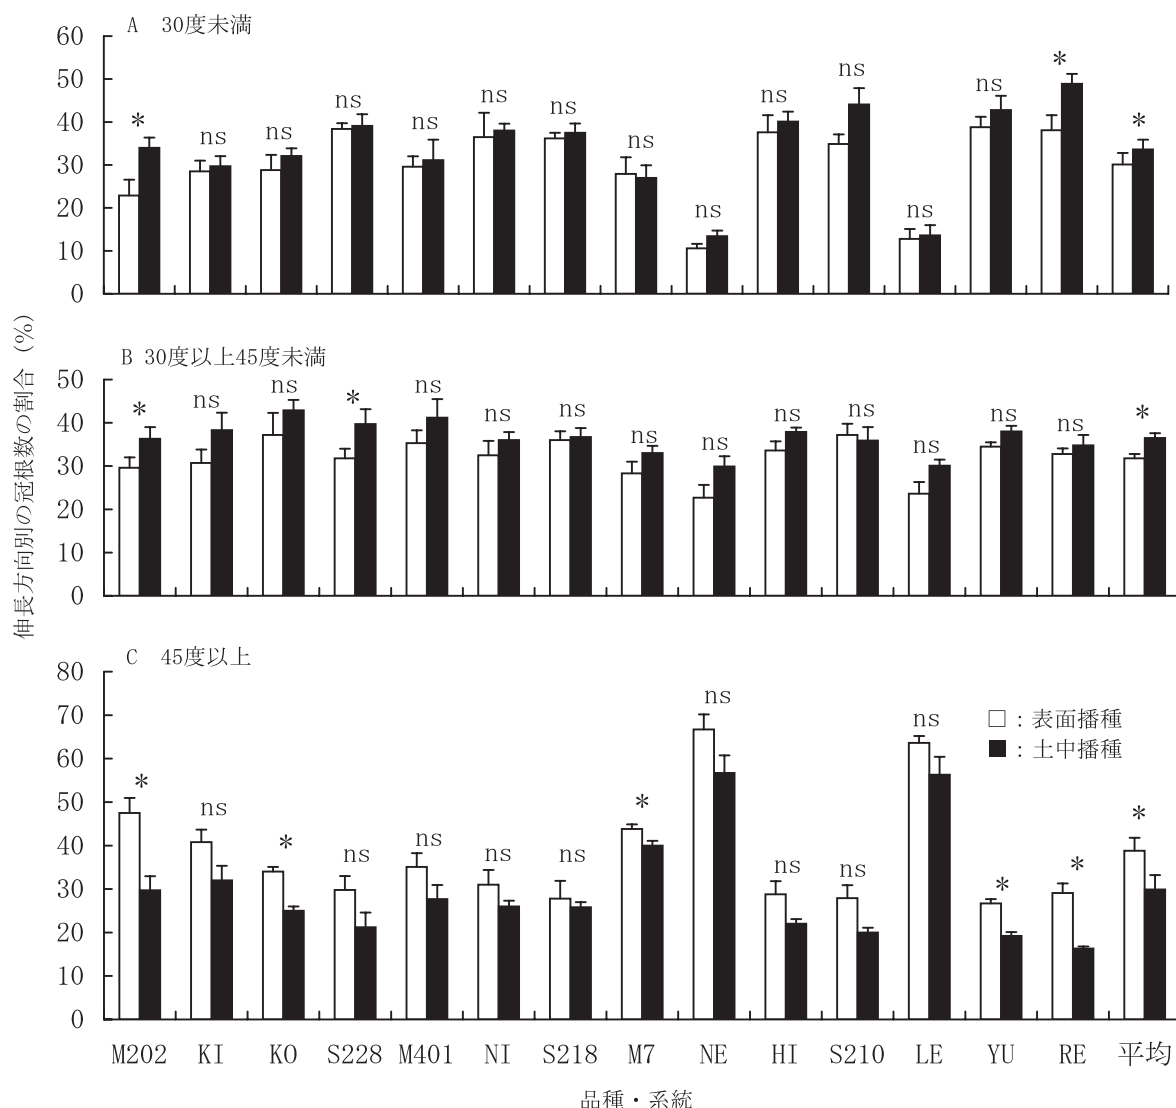 A 30度未満
60
50
40
30
20
10
0
* ns ns ns ns ns ns ns ns ns ns ns * *
B 30度以上45度未満
50
40
30
20
10
0
* ns ns * ns ns ns ns ns ns ns ns ns ns *
C 45度以上
80
70
60
50
40
30
20
10
0
* ns * ns ns ns ns * ns ns ns ns * * *
□：表面播種
■：土中播種
M202 KI KO S228 M401 NI S218 M7 NE HI S210 LE YU RE 平均
品種・系統
伸長方向別の冠根数の割合 (%)